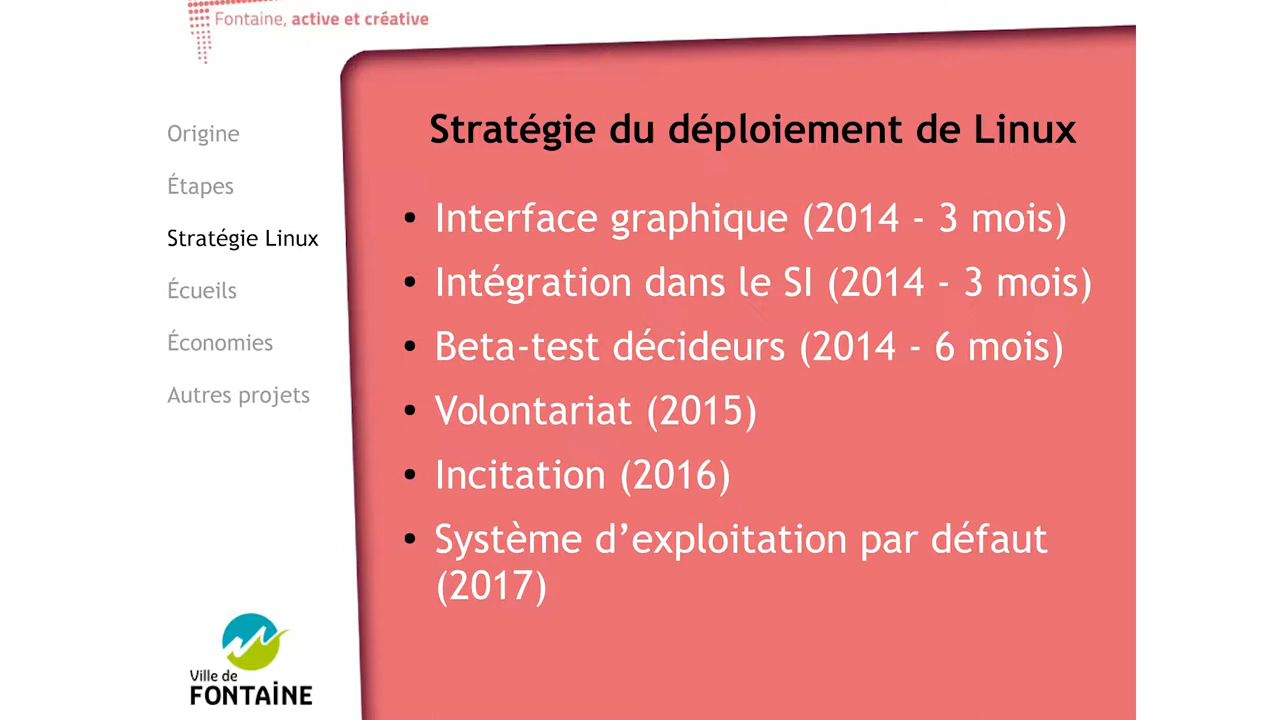 Fontaine, active et créative
Origine
Étapes
Stratégie Linux
Écueils
Économies
Autres projets
Stratégie du déploiement de Linux
• Interface graphique (2014 - 3 mois)
• Intégration dans le SI (2014 - 3 mois)
• Beta-test décideurs (2014 - 6 mois)
• Volontariat (2015)
• Incitation (2016)
• Système d’exploitation par défaut
(2017)
Ville de
FONTAiNE